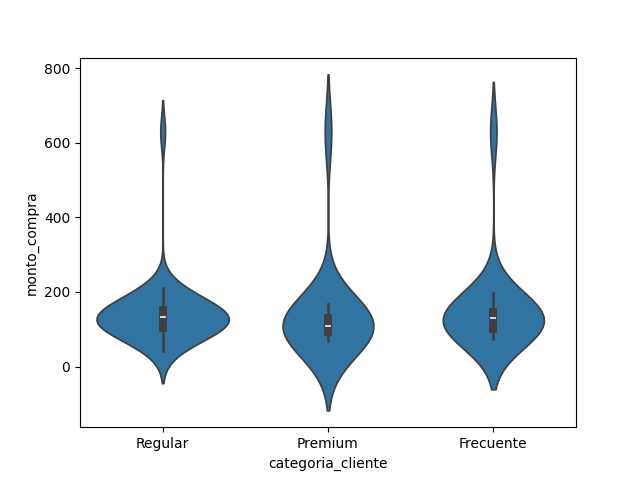 800
600
400
200
0
monto_compra
Regular
Premium
Frecuente
categoria_cliente